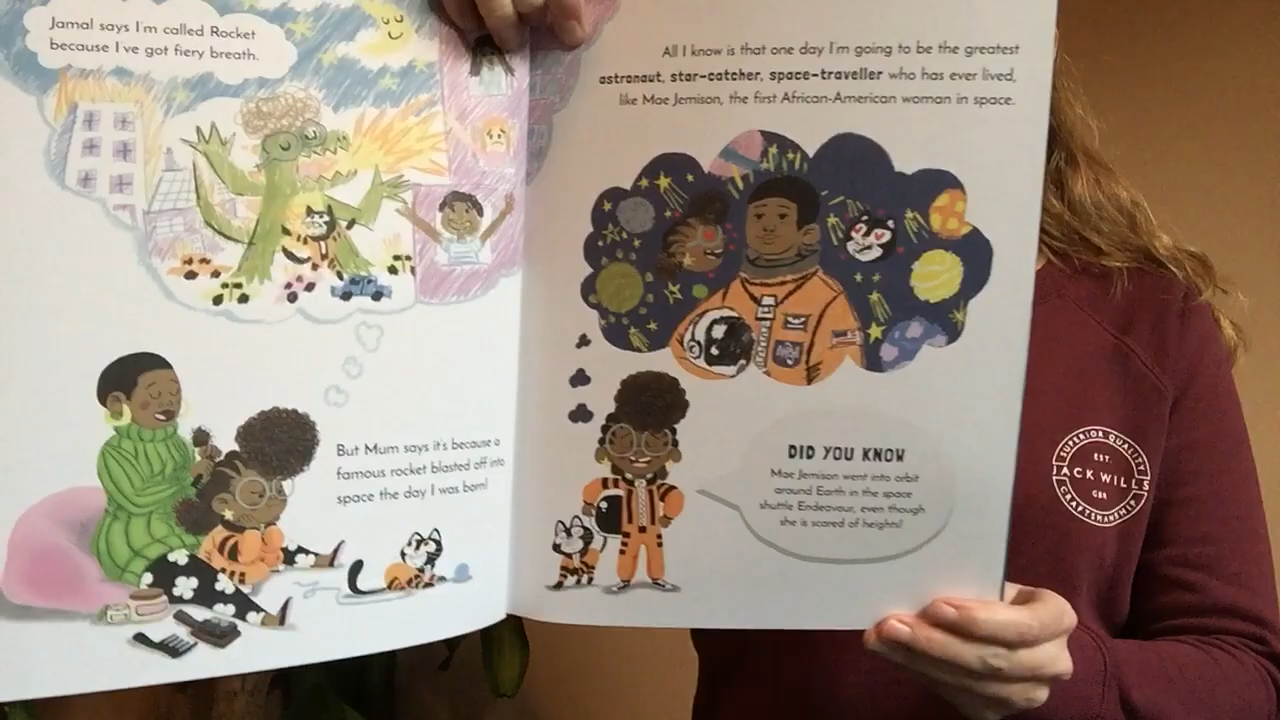 Jamal says I'm called Rocket
because I've got fiery breath.
But Mum says it's because a
famous rocket blasted off into
space the day I was born!
All I know is that one day I'm going to be the greatest
astronaut, star-catcher, space-traveller who has ever lived,
like Mae Jemison, the first African-American woman in space.
NASA
DID YOU KNOW
Mae Jemison went into orbit
around Earth in the space
shuttle Endeavour, even though
she is scared of heights!
SUPERIOR QUALITY
EST.
JACK WILLS
GBR
CRAFTSMANSHIP